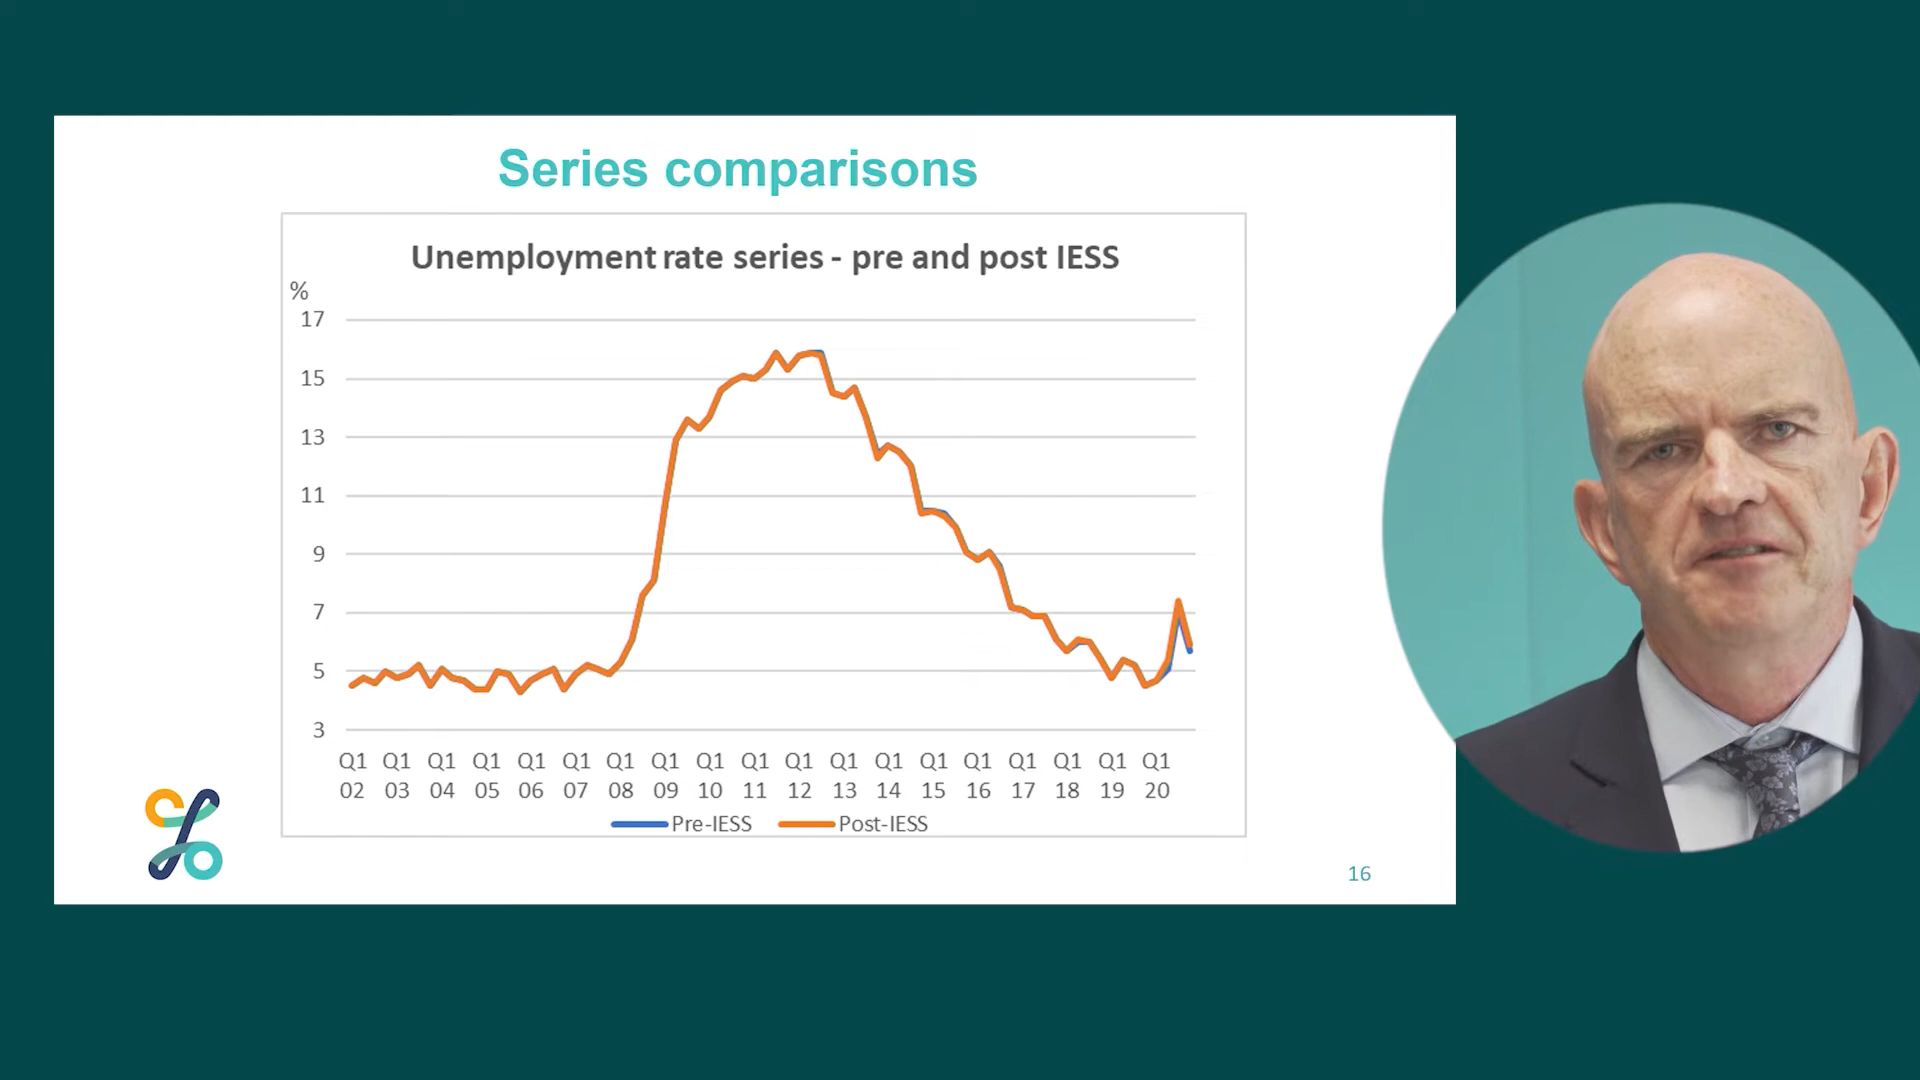 Series comparisons
Unemployment rate series - pre and post IESS
%
17
15
13
11
9
7
5
3
Q1 Q1 Q1 Q1 Q1 Q1 Q1 Q1 Q1 Q1 Q1 Q1 Q1 Q1 Q1 Q1 Q1 Q1 Q1
02 03 04 05 06 07 08 09 10 11 12 13 14 15 16 17 18 19 20
Pre-IESS Post-IESS
16